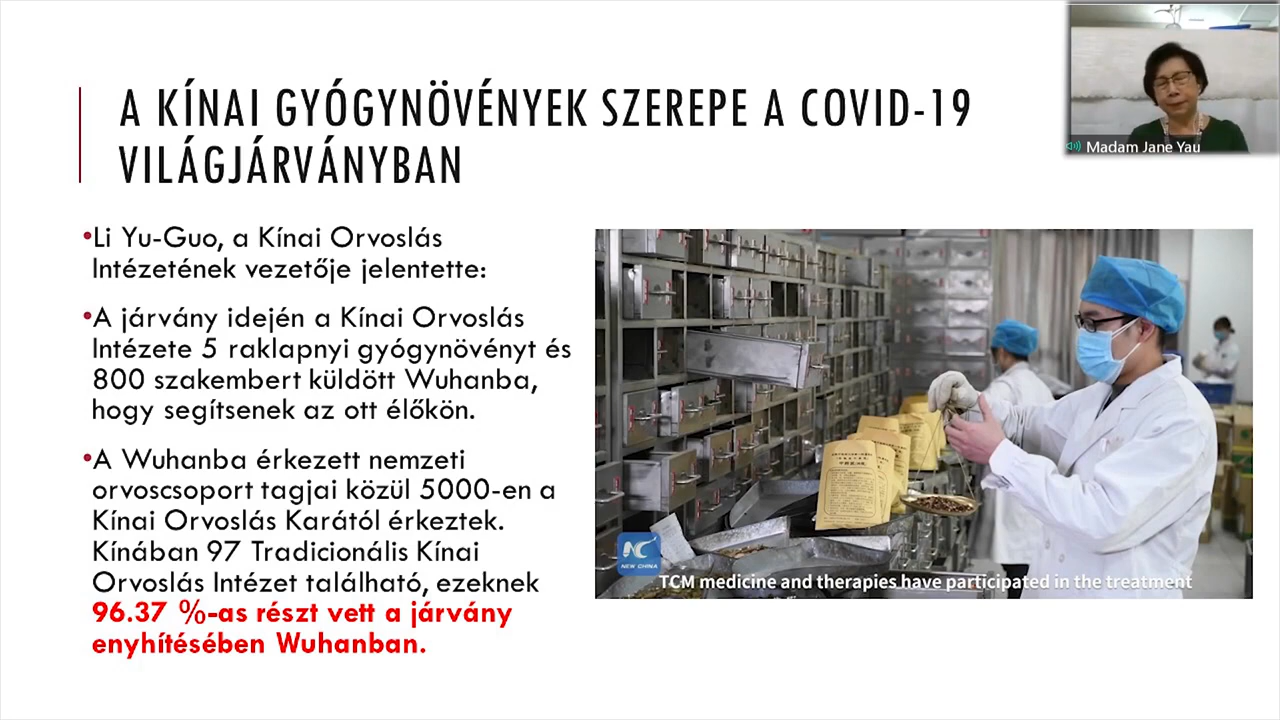 A KÍNAI GYÓGYNÖVÉNYEK SZEREPE A COVID-19
VILÁGJÁRVÁNYBAN
Madam Jane Yau
•Li Yu-Guo, a Kínai Orvoslás
Intézetének vezetője jelentette:
•A járvány idején a Kínai Orvoslás
Intézete 5 raklapnyi gyógynövényt és
800 szakembert küldött Wuhanba,
hogy segítsenek az ott élőkön.
•A Wuhanba érkezett nemzeti
orvoscsoport tagjai közül 5000-en a
Kínai Orvoslás Karától érkeztek.
Kínában 97 Tradicionális Kínai
Orvoslás Intézet található, ezeknek
96.37 %-as részt vett a járvány
enyhítésében Wuhanban.
NC
NEW CHINA
TCM medicine and therapies have participated in the treatment